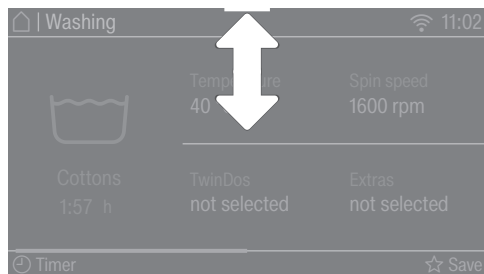 | Washing 11:02
Temperature Spin speed
40 1600 rpm
Cottons TwinDos Extras
1:57 h not selected not selected
Timer Save